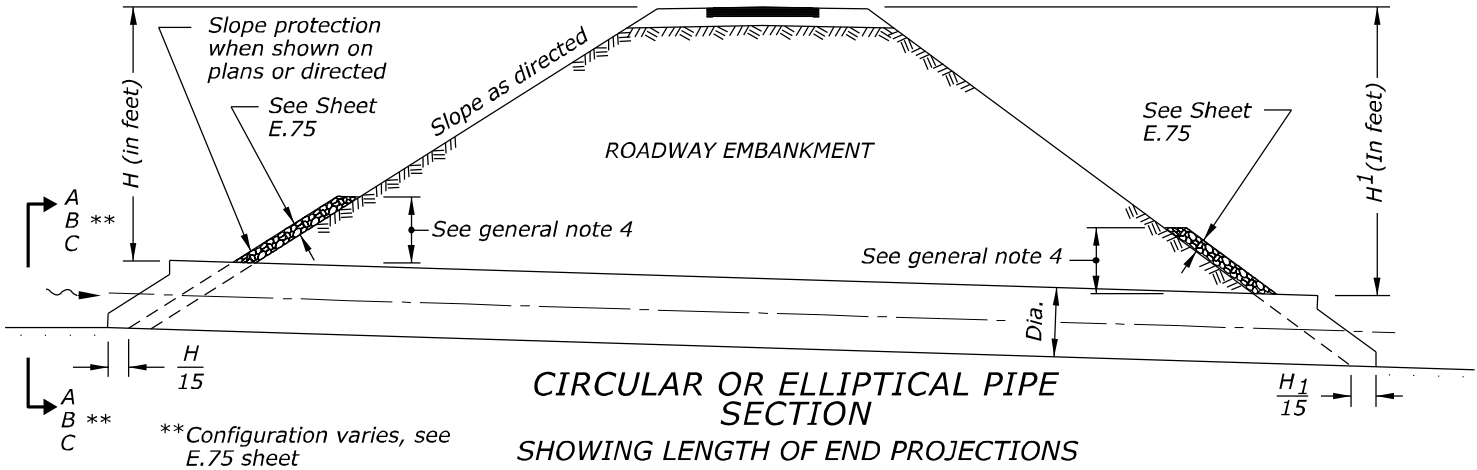 Slope protection
when shown on
plans or directed
See Sheet
E.75
H (in feet)
Slope as directed
ROADWAY EMBANKMENT
See Sheet
E.75
H1 (In feet)
A
B **
C
See general note 4
See general note 4
Dia.
H
15
H1
15
A
B **
C
**Configuration varies, see
E.75 sheet
CIRCULAR OR ELLIPTICAL PIPE
SECTION
SHOWING LENGTH OF END PROJECTIONS